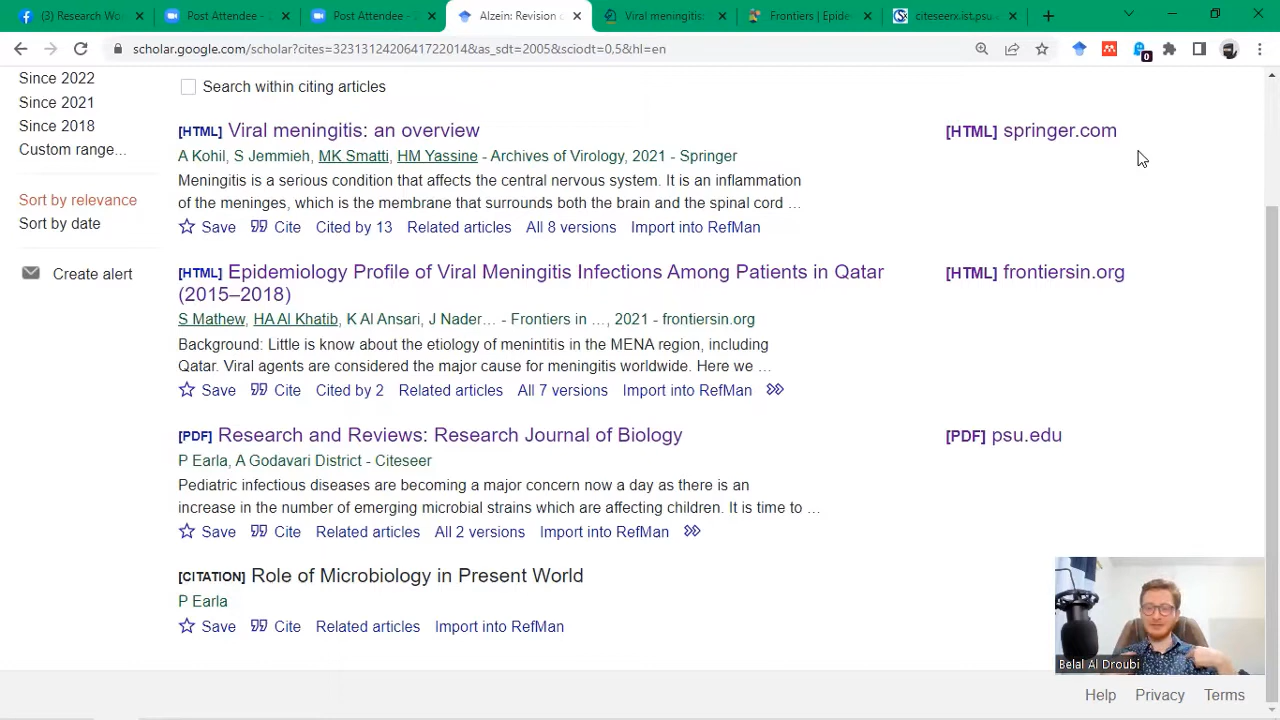 (3) Research Wo
Post Attendee -
Post Attendee -
Alzein: Revision o
Viral meningitis:
Frontiers | Epide
citeseerx.ist.psu.
scholar.google.com/scholar?cites=3231312420641722014&as_sdt=2005&sciodt=0,5&hl=en
0
Since 2022
Since 2021
Since 2018
Custom range...
Sort by relevance
Sort by date
Create alert
Search within citing articles
[HTML] Viral meningitis: an overview
[HTML] springer.com
A Kohil, S Jemmieh, MK Smatti, HM Yassine - Archives of Virology, 2021 - Springer
Meningitis is a serious condition that affects the central nervous system. It is an inflammation
of the meninges, which is the membrane that surrounds both the brain and the spinal cord ...
Save Cite Cited by 13 Related articles All 8 versions Import into RefMan
[HTML] Epidemiology Profile of Viral Meningitis Infections Among Patients in Qatar
(2015–2018)
[HTML] frontiersin.org
S Mathew, HA Al Khatib, K Al Ansari, J Nader... - Frontiers in ..., 2021 - frontiersin.org
Background: Little is know about the etiology of menintitis in the MENA region, including
Qatar. Viral agents are considered the major cause for meningitis worldwide. Here we ...
Save Cite Cited by 2 Related articles All 7 versions Import into RefMan
[PDF] Research and Reviews: Research Journal of Biology
[PDF] psu.edu
P Earla, A Godavari District - Citeseer
Pediatric infectious diseases are becoming a major concern now a day as there is an
increase in the number of emerging microbial strains which are affecting children. It is time to ...
Save Cite Related articles All 2 versions Import into RefMan
[CITATION] Role of Microbiology in Present World
P Earla
Save Cite Related articles Import into RefMan
Belal Al Droubi
Help Privacy Terms